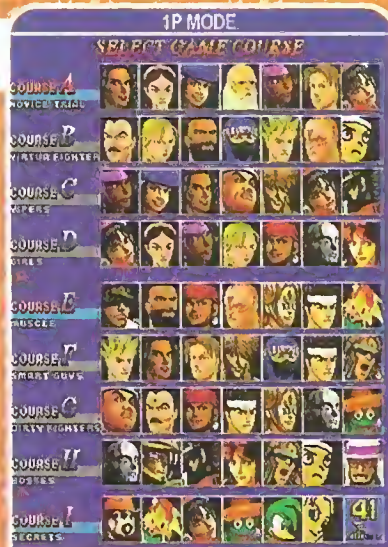 1P MODE
SELECT GAME COURSE
COURSE A
NOVICE TRIAL
COURSE B
VIRTUR FIGHTER
COURSE C
VIPERS
COURSE D
GIRLS
COURSE E
MUSCLE
COURSE F
SMART GUYS
COURSE G
DIRTY FIGHTERS
COURSE H
BOSSES
COURSE I
SECRETS
41